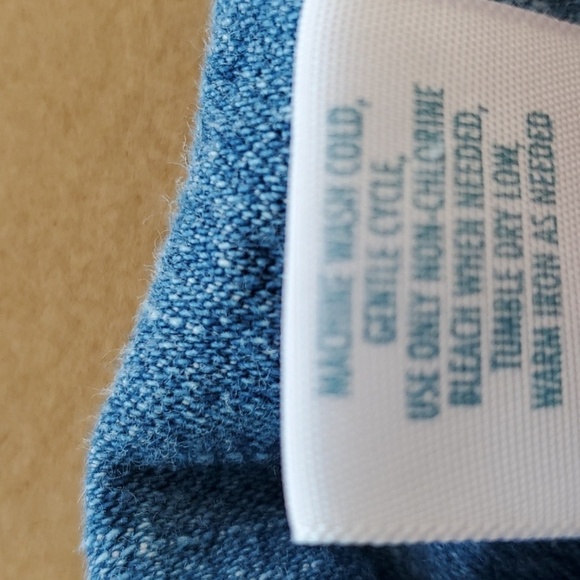 MACHINE WASH COLD,
GENTLE CYCLE,
USE ONLY NON-CHLORINE
BLEACH WHEN NEEDED,
TUMBLE DRY LOW,
WARM IRON AS NEEDED